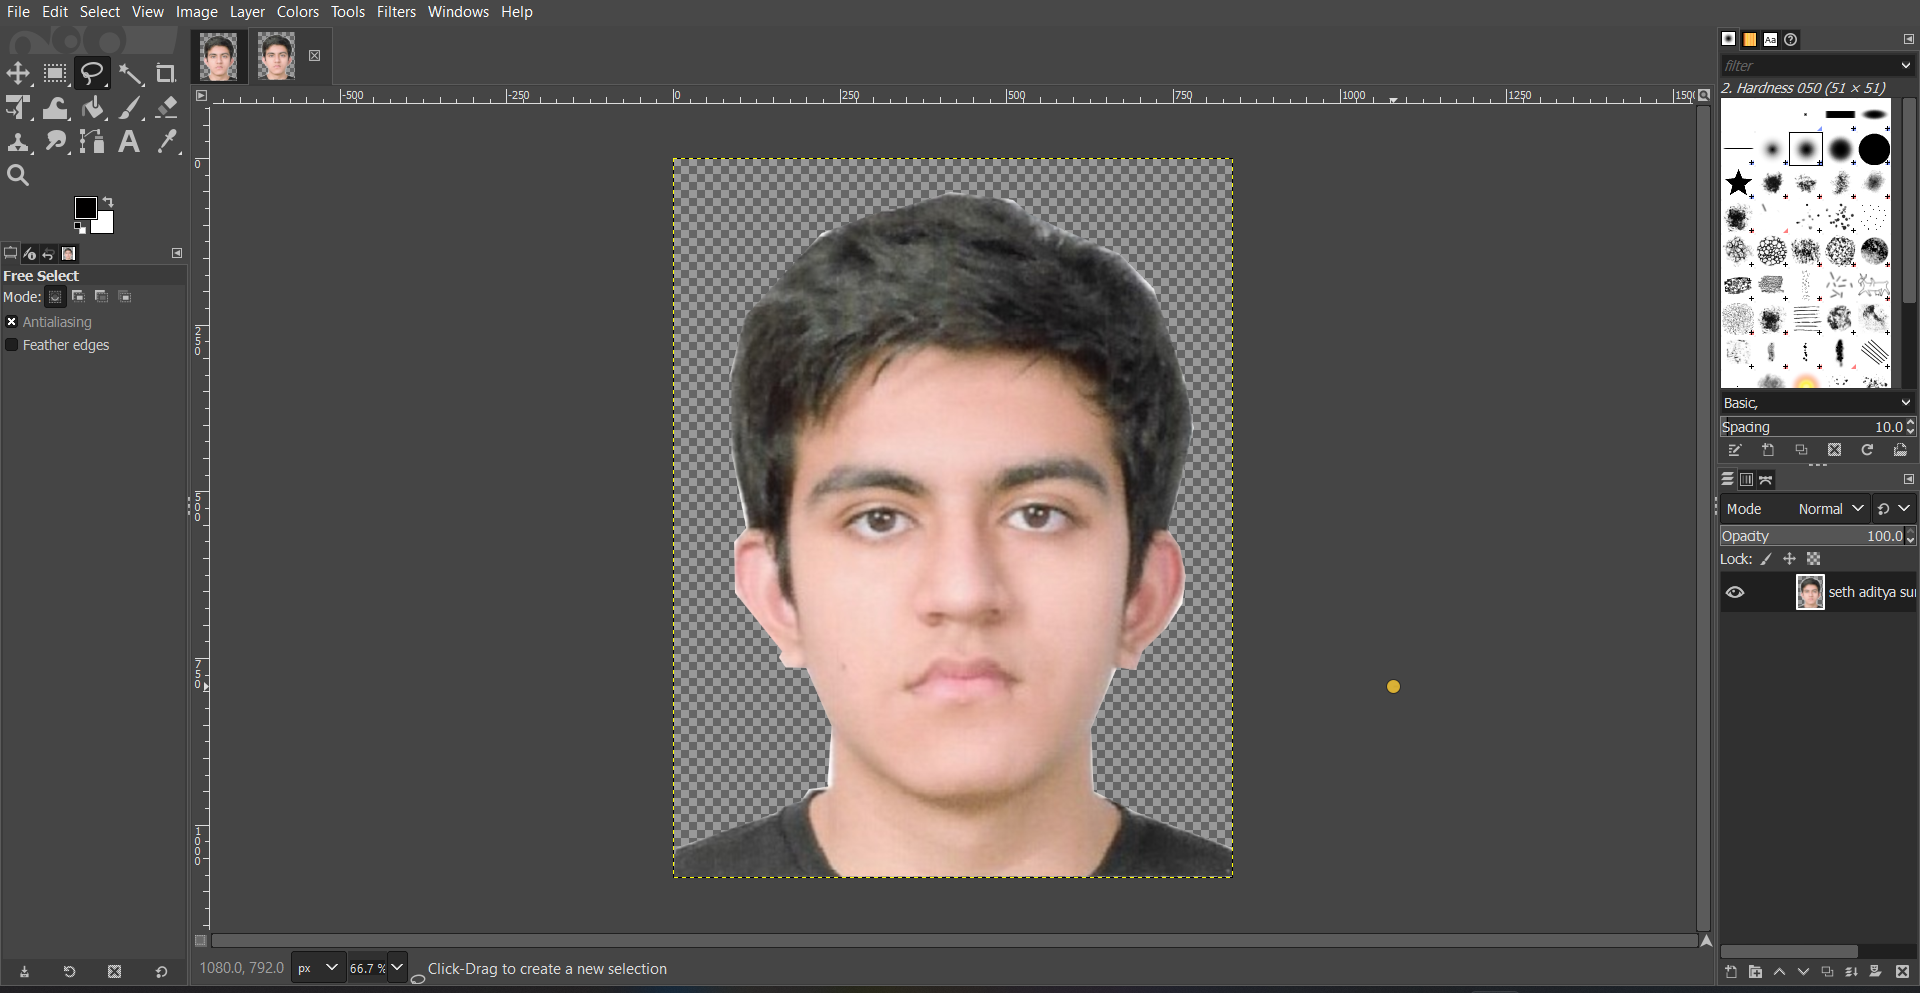 File Edit Select View Image Layer Colors Tools Filters Windows Help
-500 -250 0 250 500 750 1000 1250
0
250
500
750
1000
Free Select
Mode:
Antialiasing
Feather edges
1080.0, 792.0 px 66.7 % Click-Drag to create a new selection
Aa
filter
2. Hardness 050 (51 × 51)
Basic,
Spacing 10.0
Mode Normal
Opacity 100.0
Lock:
seth aditya